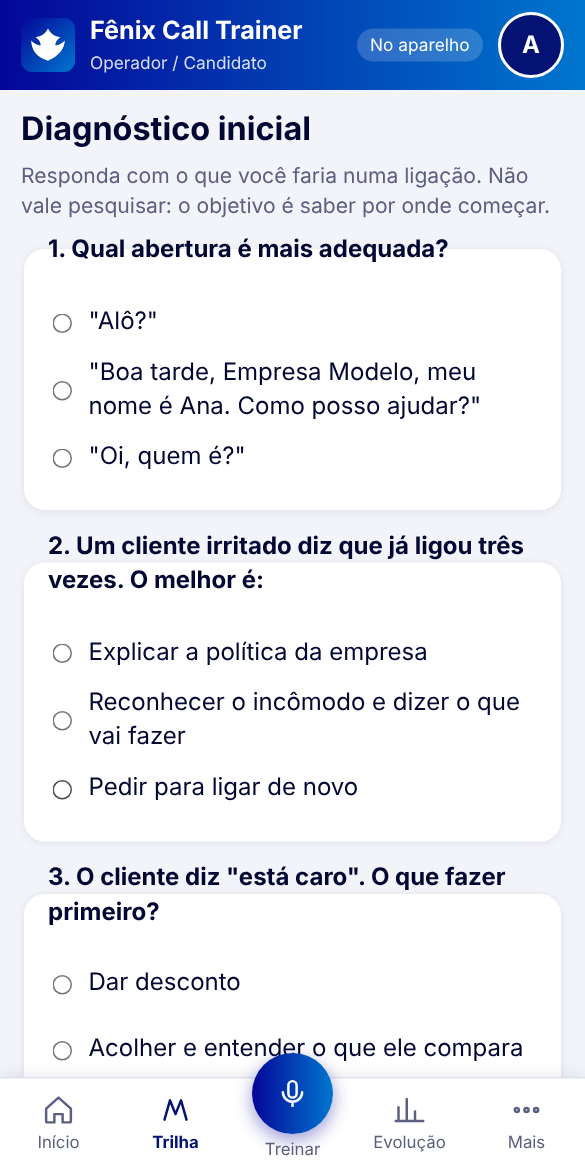 Fênix Call Trainer
Operador / Candidato
No aparelho
A
Diagnóstico inicial
Responda com o que você faria numa ligação. Não
vale pesquisar: o objetivo é saber por onde começar.
1. Qual abertura é mais adequada?
"Alô?"
"Boa tarde, Empresa Modelo, meu
nome é Ana. Como posso ajudar?"
"Oi, quem é?"
2. Um cliente irritado diz que já ligou três
vezes. O melhor é:
Explicar a política da empresa
Reconhecer o incômodo e dizer o que
vai fazer
Pedir para ligar de novo
3. O cliente diz "está caro". O que fazer
primeiro?
Dar desconto
Acolher e entender o que ele compara
Início
Trilha
Treinar
Evolução
Mais